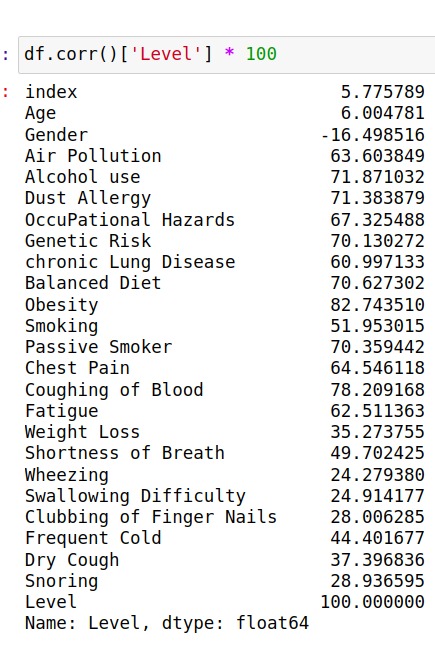 : df.corr()['Level'] * 100
: index 5.775789
Age 6.004781
Gender -16.498516
Air Pollution 63.603849
Alcohol use 71.871032
Dust Allergy 71.383879
OccuPational Hazards 67.325488
Genetic Risk 70.130272
chronic Lung Disease 60.997133
Balanced Diet 70.627302
Obesity 82.743510
Smoking 51.953015
Passive Smoker 70.359442
Chest Pain 64.546118
Coughing of Blood 78.209168
Fatigue 62.511363
Weight Loss 35.273755
Shortness of Breath 49.702425
Wheezing 24.279380
Swallowing Difficulty 24.914177
Clubbing of Finger Nails 28.006285
Frequent Cold 44.401677
Dry Cough 37.396836
Snoring 28.936595
Level 100.000000
Name: Level, dtype: float64